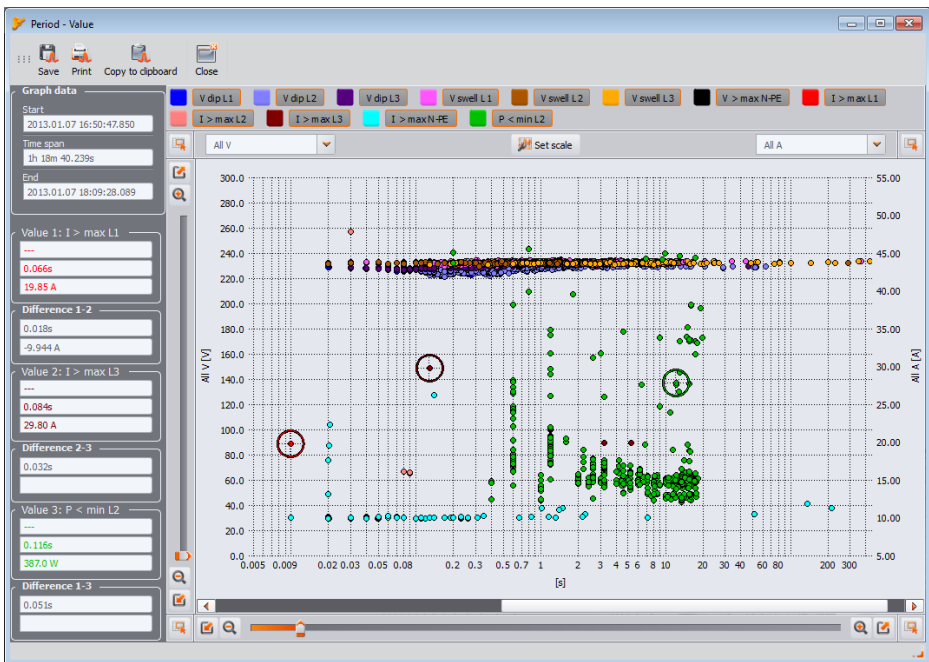 Period - Value
Save Print Copy to clipboard Close
Graph data
Start
2013.01.07 16:50:47.850
Time span
1h 18m 40.239s
End
2013.01.07 18:09:28.089
Value 1: I > max L1
---
0.066s
19.85 A
Difference 1-2
0.018s
-9.944 A
Value 2: I > max L3
---
0.084s
29.80 A
Difference 2-3
0.032s
Value 3: P < min L2
---
0.116s
387.0 W
Difference 1-3
0.051s
V dip L1 V dip L2 V dip L3 V swell L1 V swell L2 V swell L3 V > max N-PE I > max L1
I > max L2 I > max L3 I > max N-PE P < min L2
All V Set scale All A
300.0
280.0
260.0
240.0
220.0
200.0
180.0
160.0
140.0
120.0
100.0
80.0
60.0
40.0
20.0
0.0
All V [V]
55.00
50.00
45.00
40.00
35.00
30.00
25.00
20.00
15.00
10.00
5.00
All A [A]
0.005 0.009 0.02 0.03 0.05 0.08 0.2 0.3 0.5 0.7 1 2 3 4 5 6 8 10 20 30 40 60 80 200 300
[s]